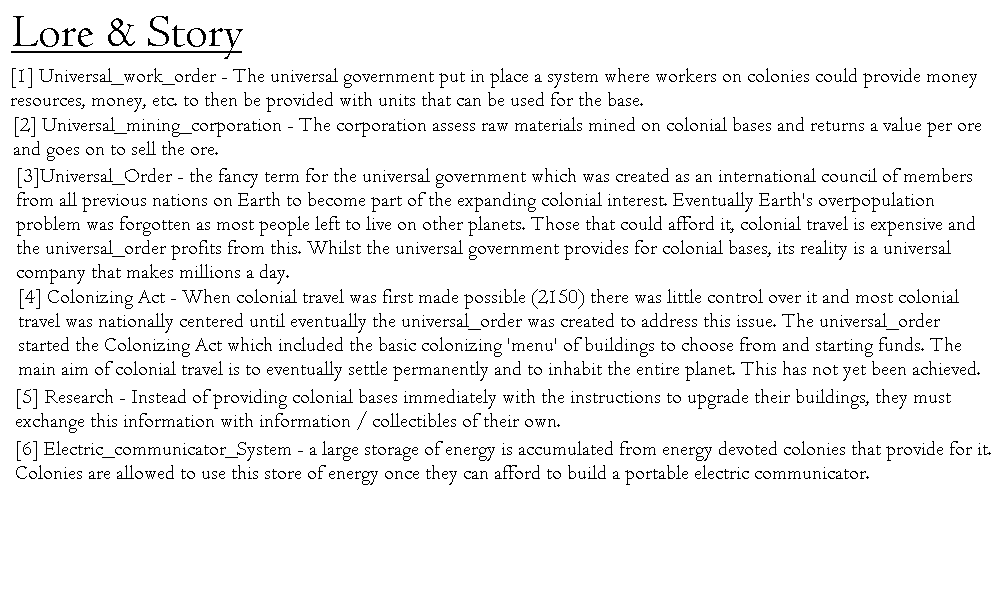 Lore & Story
[1] Universal_work_order - The universal government put in place a system where workers on colonies could provide money
resources, money, etc. to then be provided with units that can be used for the base.
[2] Universal_mining_corporation - The corporation assess raw materials mined on colonial bases and returns a value per ore
and goes on to sell the ore.
[3]Universal_Order - the fancy term for the universal government which was created as an international council of members
from all previous nations on Earth to become part of the expanding colonial interest. Eventually Earth's overpopulation
problem was forgotten as most people left to live on other planets. Those that could afford it, colonial travel is expensive and
the universal_order profits from this. Whilst the universal government provides for colonial bases, its reality is a universal
company that makes millions a day.
[4] Colonizing Act - When colonial travel was first made possible (2150) there was little control over it and most colonial
travel was nationally centered until eventually the universal_order was created to address this issue. The universal_order
started the Colonizing Act which included the basic colonizing 'menu' of buildings to choose from and starting funds. The
main aim of colonial travel is to eventually settle permanently and to inhabit the entire planet. This has not yet been achieved.
[5] Research - Instead of providing colonial bases immediately with the instructions to upgrade their buildings, they must
exchange this information with information / collectibles of their own.
[6] Electric_communicator_System - a large storage of energy is accumulated from energy devoted colonies that provide for it.
Colonies are allowed to use this store of energy once they can afford to build a portable electric communicator.